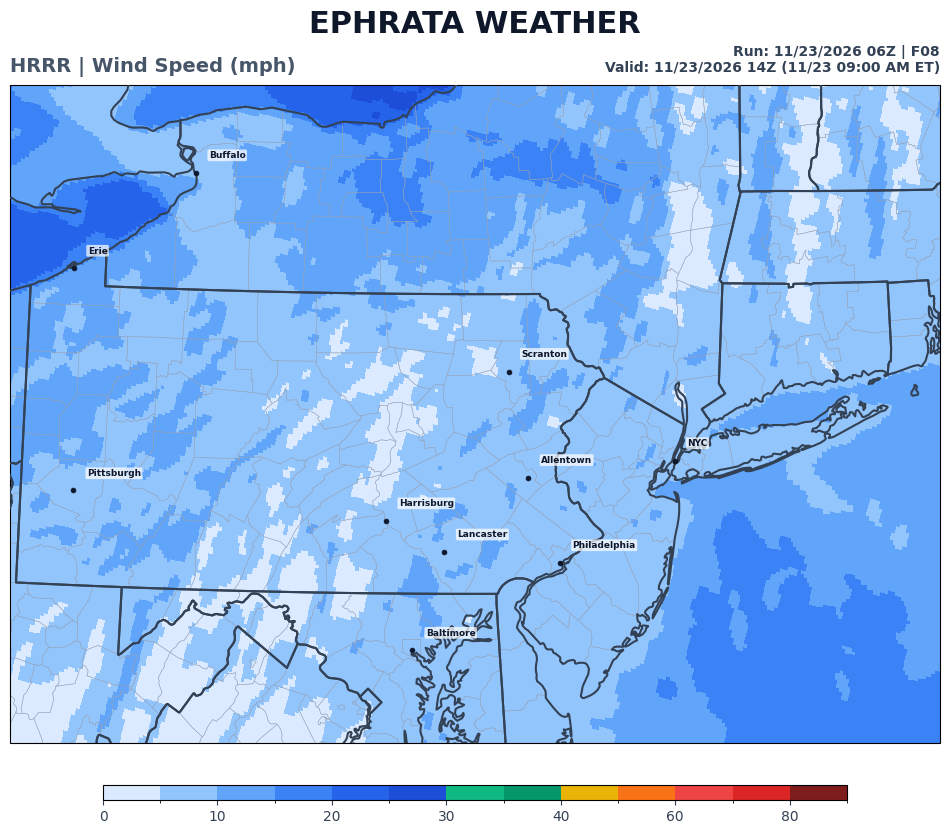 EPHRATA WEATHER
HRRR | Wind Speed (mph)
Run: 11/23/2026 06Z | F08
Valid: 11/23/2026 14Z (11/23 09:00 AM ET)
Buffalo
Erie
Scranton
NYC
Allentown
Pittsburgh
Harrisburg
Lancaster
Philadelphia
Baltimore
0 10 20 30 40 60 80